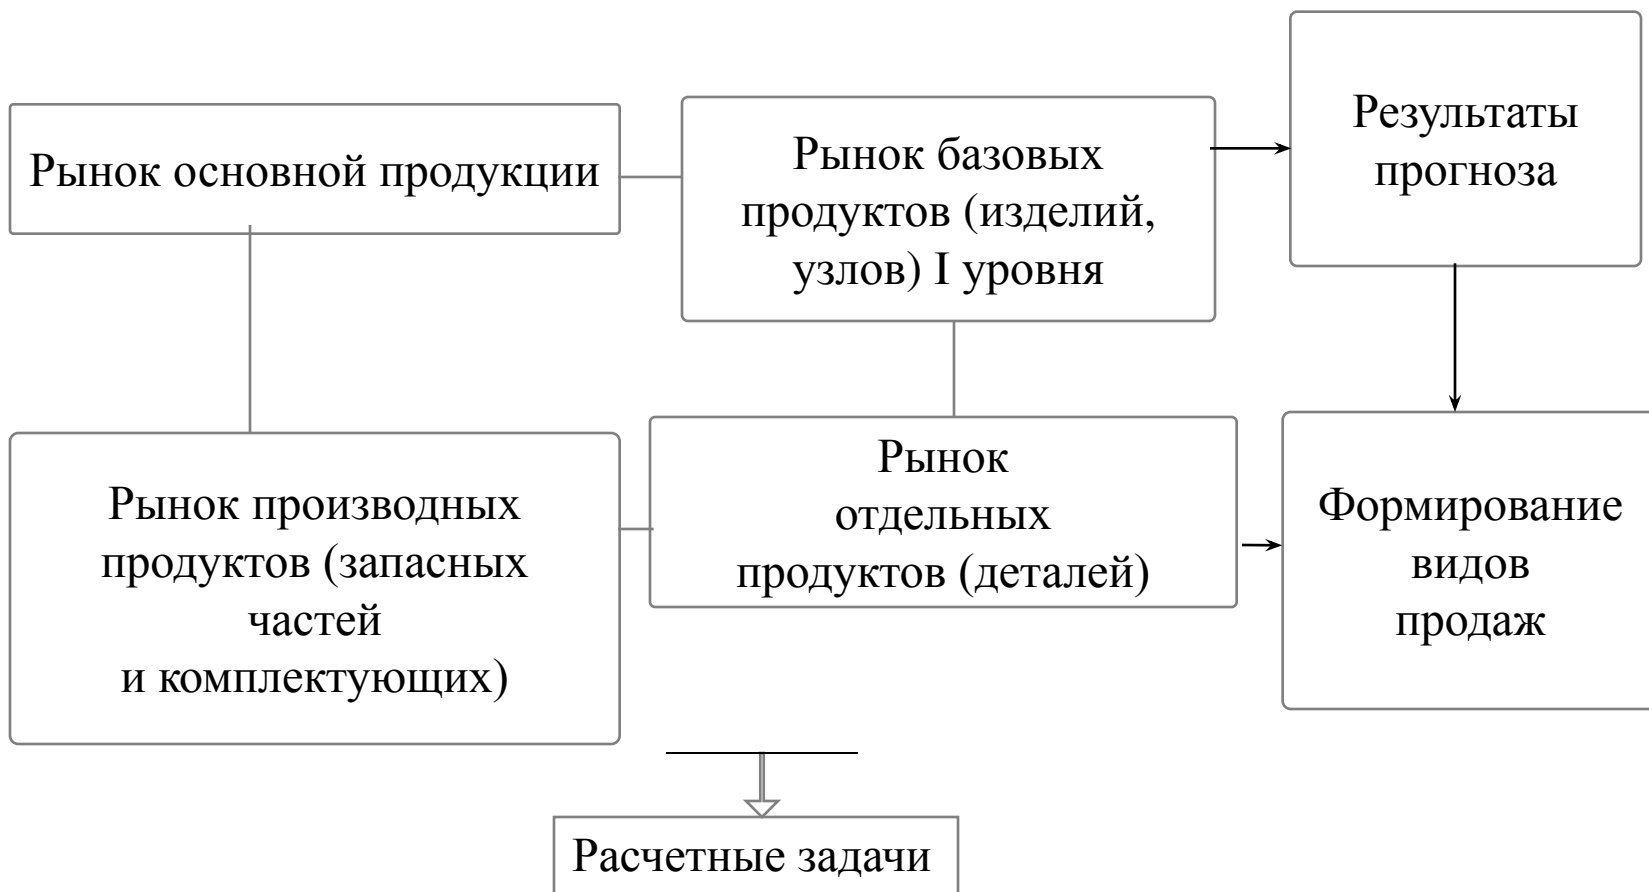 Рынок основной продукции
Рынок базовых
продуктов (изделий,
узлов) I уровня
Результаты
прогноза
Рынок производных
продуктов (запасных
частей
и комплектующих)
Рынок
отдельных
продуктов (деталей)
Формирование
видов
продаж
Расчетные задачи